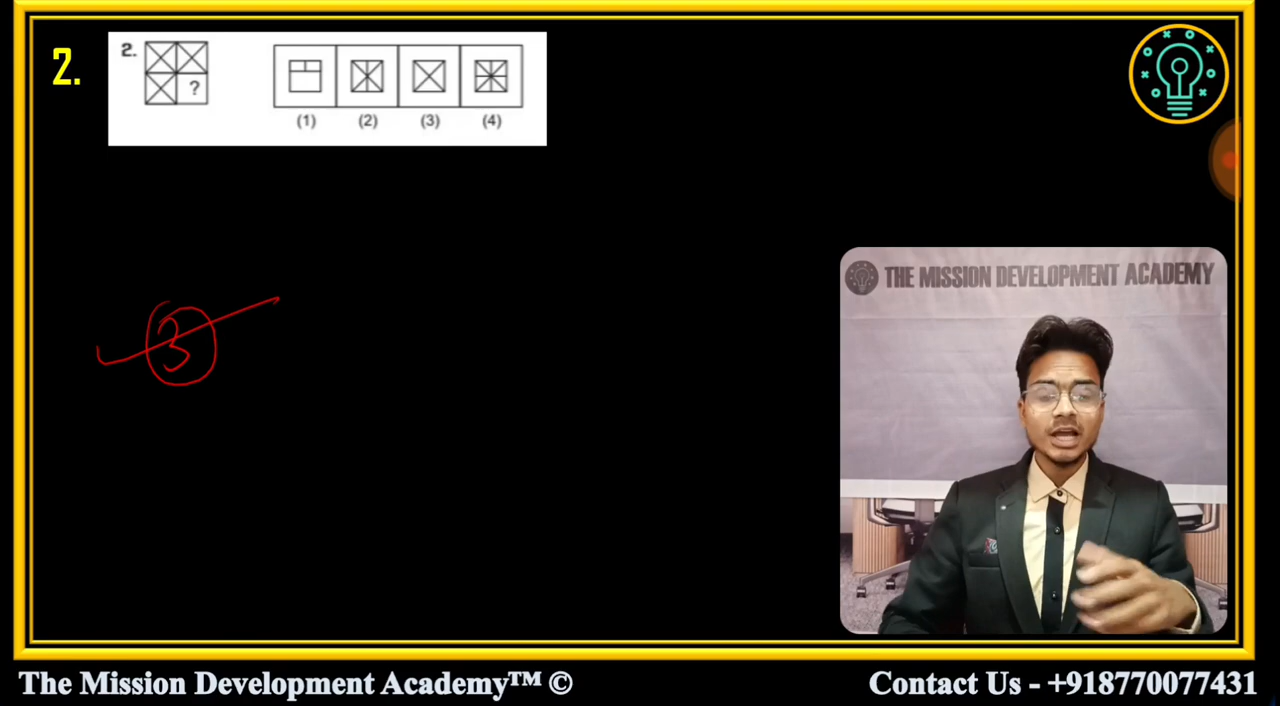 2.
2.
?
(1) (2) (3) (4)
3
THE MISSION DEVELOPMENT ACADEMY
The Mission Development Academy™ ©
Contact Us - +918770077431